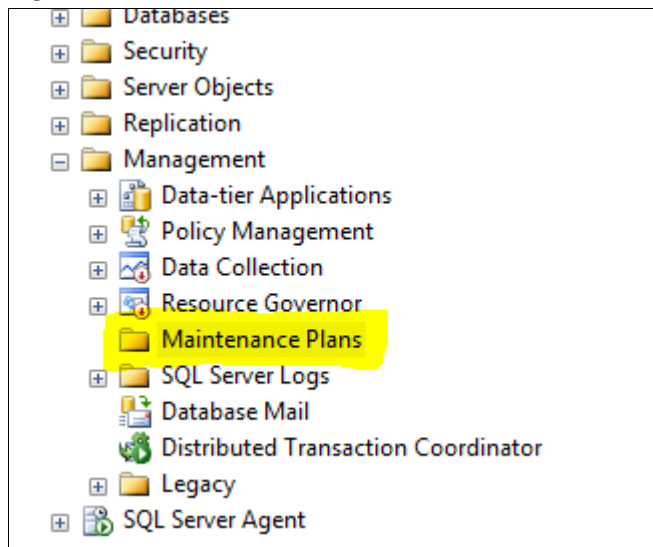 Databases
Security
Server Objects
Replication
Management
Data-tier Applications
Policy Management
Data Collection
Resource Governor
Maintenance Plans
SQL Server Logs
Database Mail
Distributed Transaction Coordinator
Legacy
SQL Server Agent